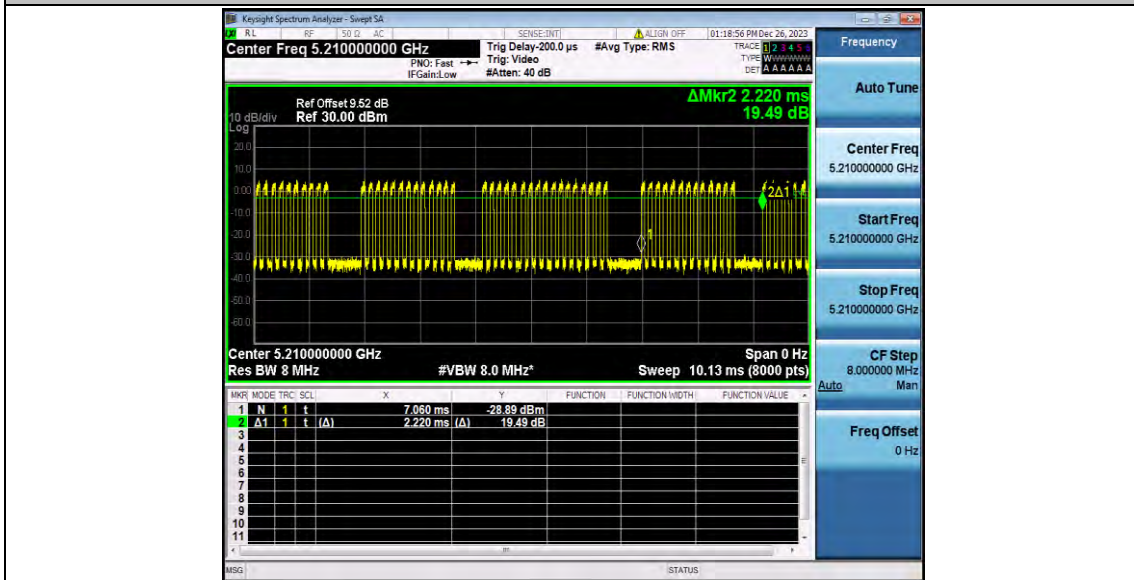 Keysight Spectrum Analyzer - Swept SA
RL RF 50 Ω AC SENSE:INT ALIGN OFF 01:18:56 PM Dec 26, 2023
Center Freq 5.210000000 GHz
PNO: Fast
IFGain:Low
Trig Delay-200.0 µs
Trig: Video
#Atten: 40 dB
#Avg Type: RMS
TRACE 1 2 3 4 5 6
TYPE
DET A A A A A A
Frequency
Auto Tune
Center Freq
5.210000000 GHz
Start Freq
5.210000000 GHz
Stop Freq
5.210000000 GHz
CF Step
8.000000 MHz
Auto Man
Freq Offset
0 Hz
ΔMkr2 2.220 ms
19.49 dB
Ref Offset 9.52 dB
10 dB/div Ref 30.00 dBm
Log
20.0
10.0
0.00
-10.0
-20.0
-30.0
-40.0
-50.0
-60.0
2Δ1
1
Center 5.210000000 GHz Span 0 Hz
Res BW 8 MHz #VBW 8.0 MHz* Sweep 10.13 ms (8000 pts)
MKR MODE TRC SCL X Y FUNCTION FUNCTION WIDTH FUNCTION VALUE
1 N 1 t 7.060 ms -28.89 dBm
2 Δ1 1 t (Δ) 2.220 ms (Δ) 19.49 dB
3
4
5
6
7
8
9
10
11
MSG STATUS